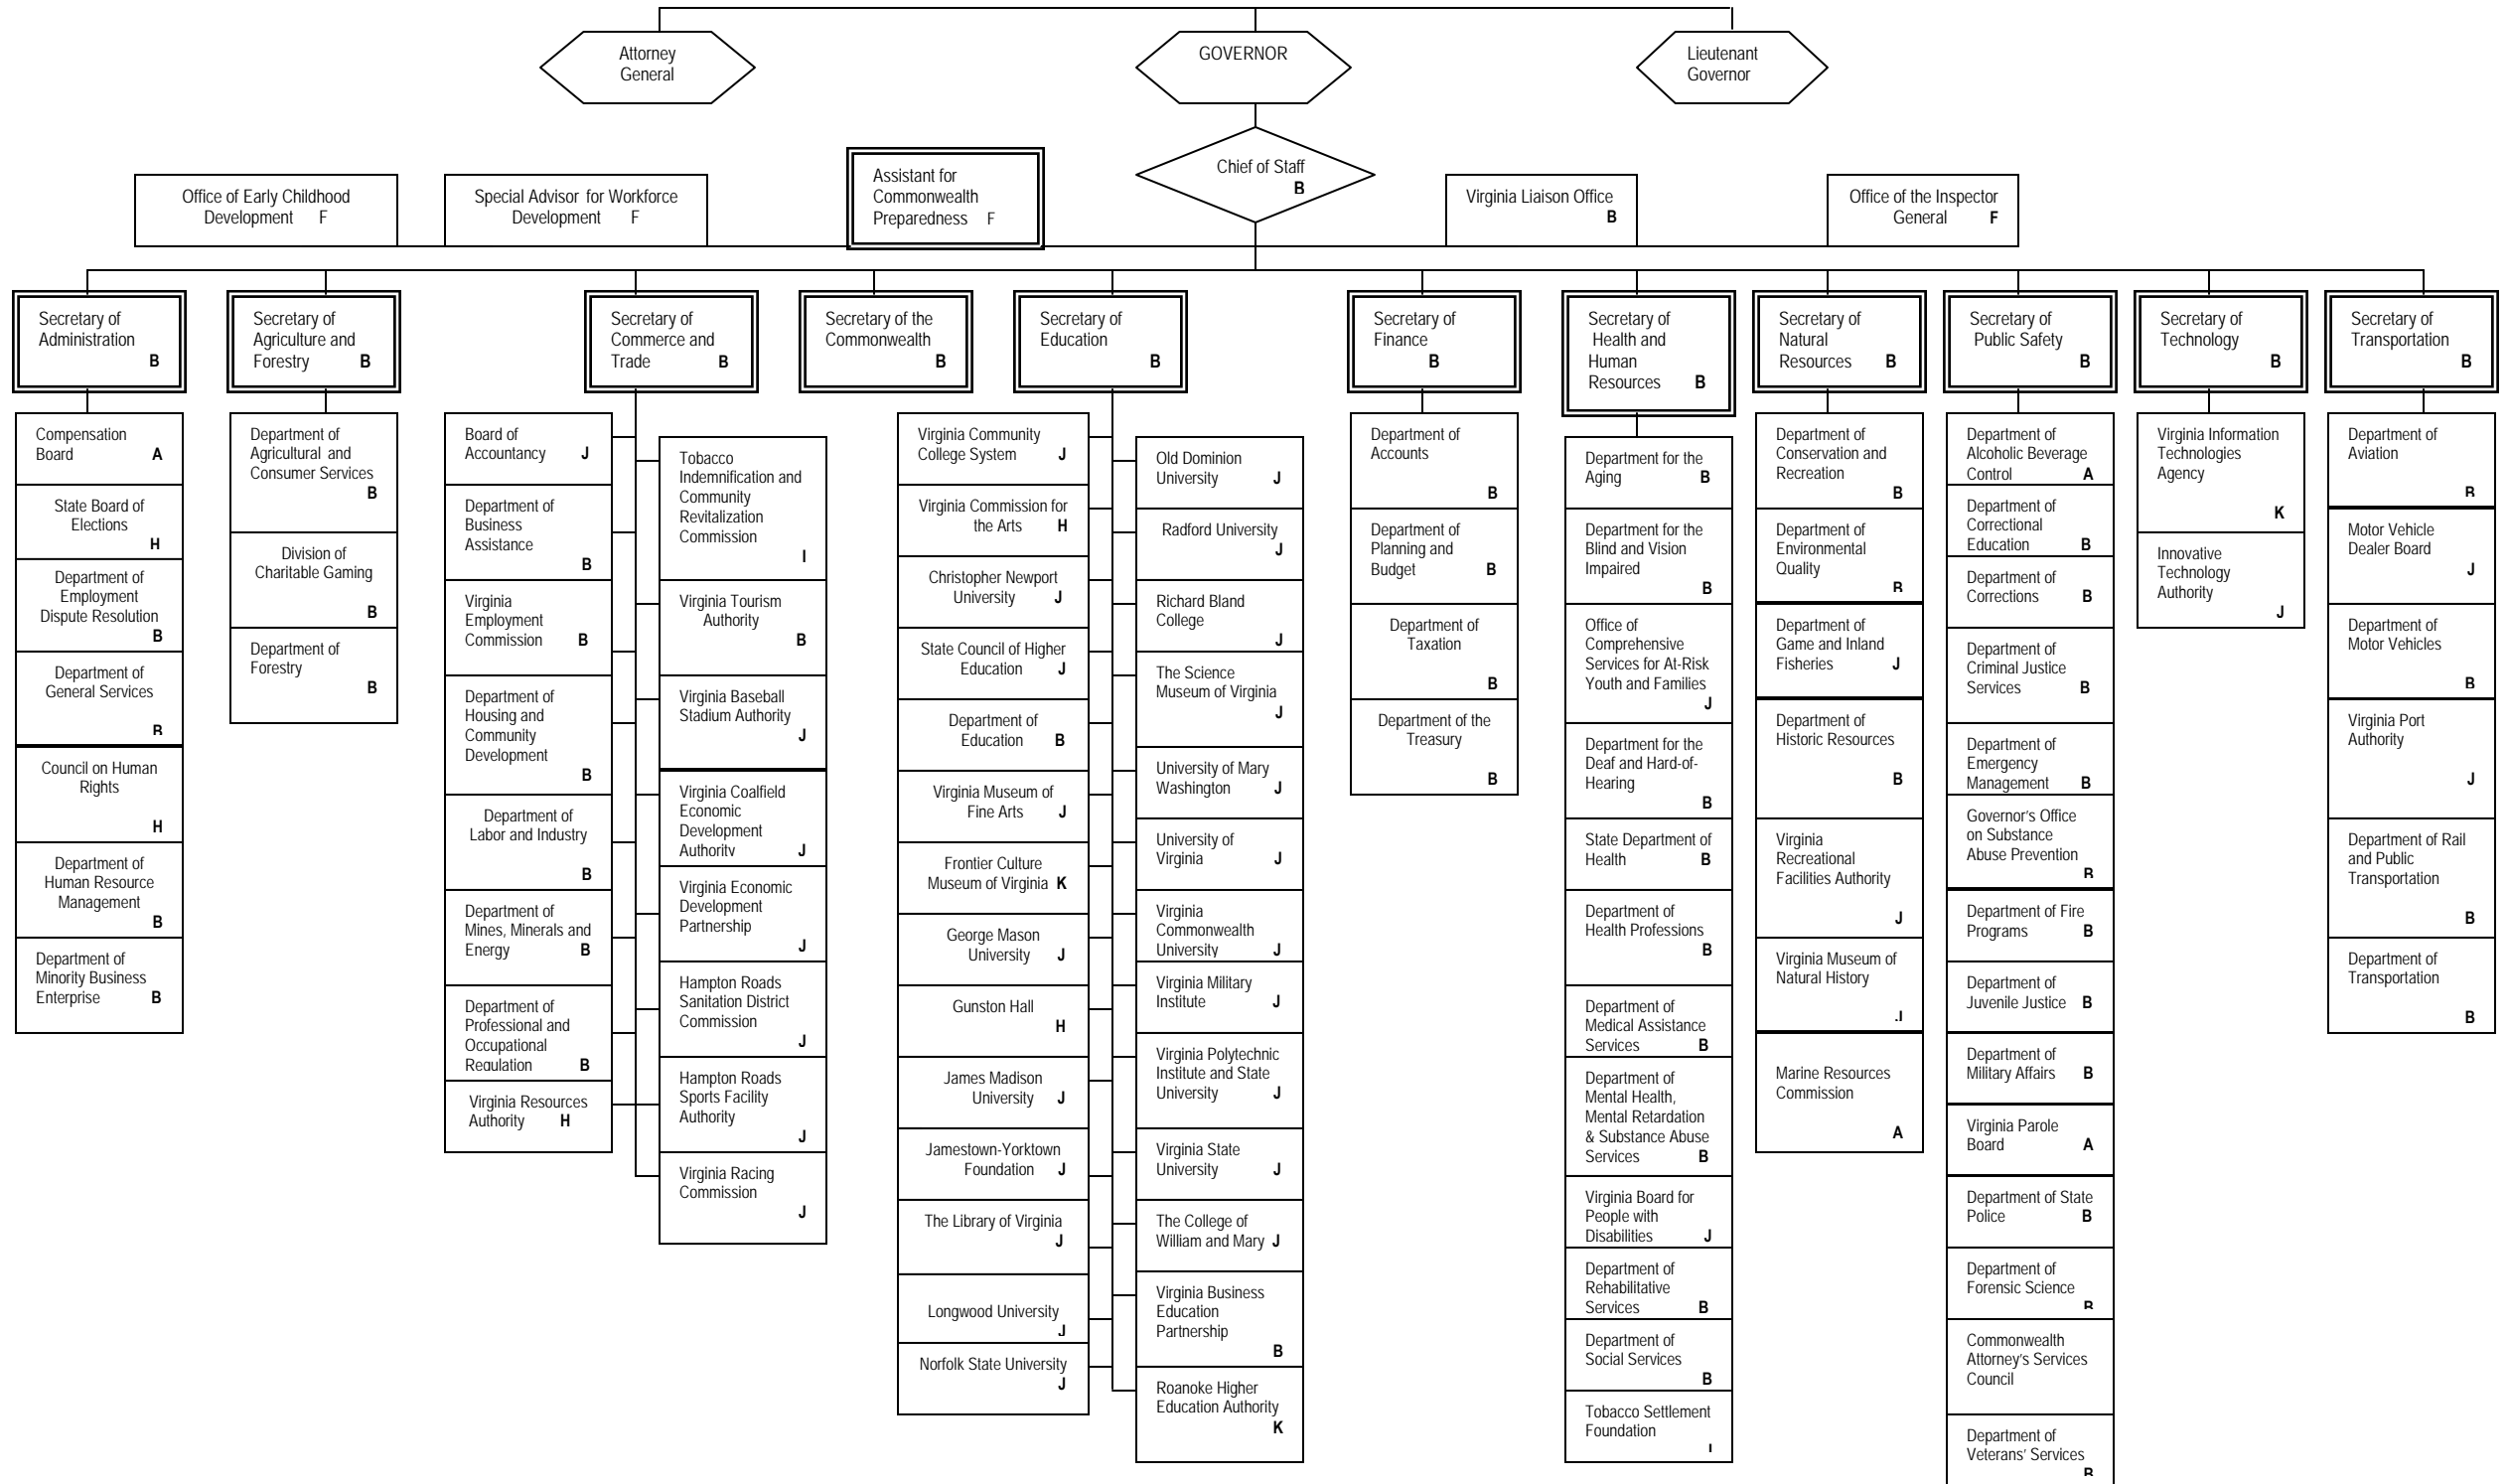 Attorney
General
GOVERNOR
Lieutenant
Governor
Chief of Staff
B
Office of Early Childhood
Development F
Special Advisor for Workforce
Development F
Assistant for
Commonwealth
Preparedness F
Virginia Liaison Office
B
Office of the Inspector
General F
Secretary of
Administration
B
Secretary of
Agriculture and
Forestry B
Secretary of
Commerce and
Trade B
Secretary of the
Commonwealth
B
Secretary of
Education
B
Secretary of
Finance
B
Secretary of
Health and
Human
Resources B
Secretary of
Natural
Resources B
Secretary of
Public Safety
B
Secretary of
Technology
B
Secretary of
Transportation
B
Compensation
Board A
State Board of
Elections
H
Department of
Employment
Dispute Resolution
B
Department of
General Services
B
Council on Human
Rights
H
Department of
Human Resource
Management
B
Department of
Minority Business
Enterprise B
Department of
Agricultural and
Consumer Services
B
Division of
Charitable Gaming
B
Department of
Forestry
B
Board of
Accountancy J
Department of
Business
Assistance
B
Virginia
Employment
Commission B
Department of
Housing and
Community
Development
B
Department of
Labor and Industry
B
Department of
Mines, Minerals and
Energy B
Department of
Professional and
Occupational
Regulation B
Virginia Resources
Authority H
Tobacco
Indemnification and
Community
Revitalization
Commission
I
Virginia Tourism
Authority
B
Virginia Baseball
Stadium Authority
J
Virginia Coalfield
Economic
Development
Authority J
Virginia Economic
Development
Partnership
J
Hampton Roads
Sanitation District
Commission
J
Hampton Roads
Sports Facility
Authority
J
Virginia Racing
Commission
J
Virginia Community
College System J
Virginia Commission for
the Arts H
Christopher Newport
University J
State Council of Higher
Education J
Department of
Education B
Virginia Museum of
Fine Arts J
Frontier Culture
Museum of Virginia K
George Mason
University J
Gunston Hall
H
James Madison
University J
Jamestown-Yorktown
Foundation J
The Library of Virginia
J
Longwood University
J
Norfolk State University
J
Old Dominion
University J
Radford University
J
Richard Bland
College
J
The Science
Museum of Virginia
J
University of Mary
Washington J
University of
Virginia J
Virginia
Commonwealth
University J
Virginia Military
Institute J
Virginia Polytechnic
Institute and State
University J
Virginia State
University J
The College of
William and Mary J
Virginia Business
Education
Partnership
B
Roanoke Higher
Education Authority
K
Department of
Accounts
B
Department of
Planning and
Budget B
Department of
Taxation
B
Department of the
Treasury
B
Department for the
Aging B
Department for the
Blind and Vision
Impaired
B
Office of
Comprehensive
Services for At-Risk
Youth and Families
J
Department for the
Deaf and Hard-of-
Hearing
B
State Department of
Health B
Department of
Health Professions
B
Department of
Medical Assistance
Services B
Department of
Mental Health,
Mental Retardation
& Substance Abuse
Services B
Virginia Board for
People with
Disabilities J
Department of
Rehabilitative
Services B
Department of
Social Services
B
Tobacco Settlement
Foundation
Department of
Conservation and
Recreation
B
Department of
Environmental
Quality
B
Department of
Game and Inland
Fisheries J
Department of
Historic Resources
B
Virginia
Recreational
Facilities Authority
J
Virginia Museum of
Natural History
J
Marine Resources
Commission
A
Department of
Alcoholic Beverage
Control A
Department of
Correctional
Education B
Department of
Corrections B
Department of
Criminal Justice
Services B
Department of
Emergency
Management B
Governor's Office
on Substance
Abuse Prevention
B
Department of Fire
Programs B
Department of
Juvenile Justice B
Department of
Military Affairs B
Virginia Parole
Board A
Department of State
Police B
Department of
Forensic Science
B
Commonwealth
Attorney's Services
Council
Department of
Veterans' Services
B
Virginia Information
Technologies
Agency
K
Innovative
Technology
Authority
J
Department of
Aviation
B
Motor Vehicle
Dealer Board
J
Department of
Motor Vehicles
B
Virginia Port
Authority
J
Department of Rail
and Public
Transportation
B
Department of
Transportation
B